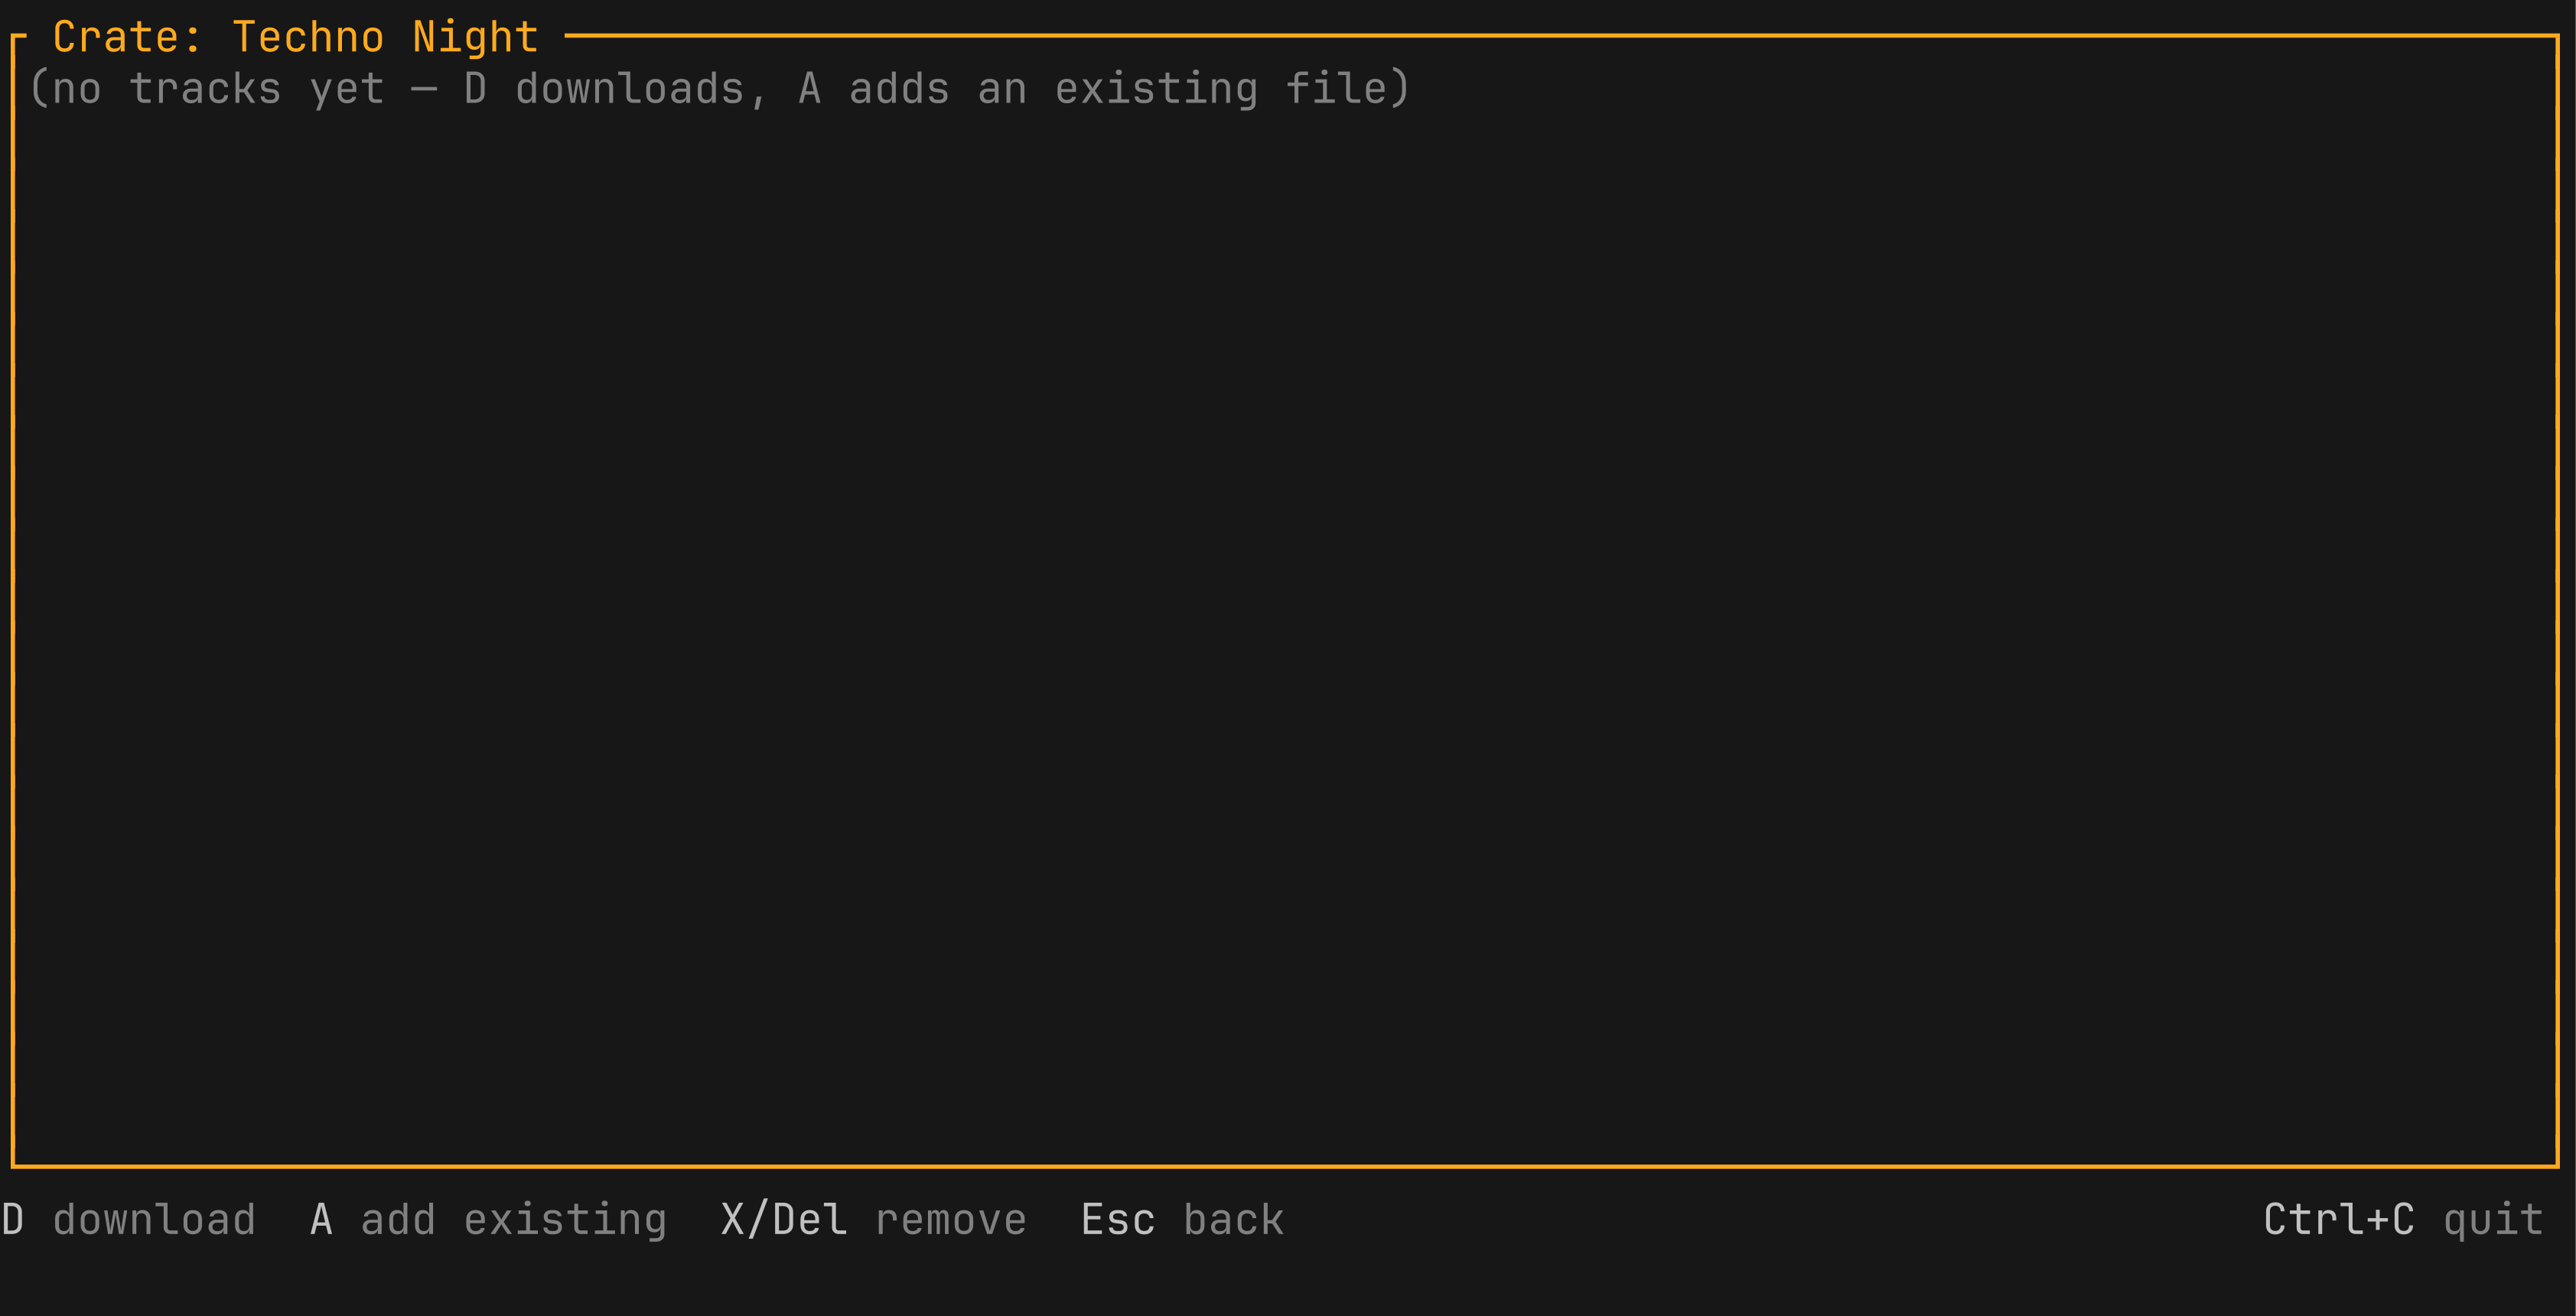 Crate: Techno Night
(no tracks yet — D downloads, A adds an existing file)
D download  A add existing  X/Del remove  Esc back  Ctrl+C quit